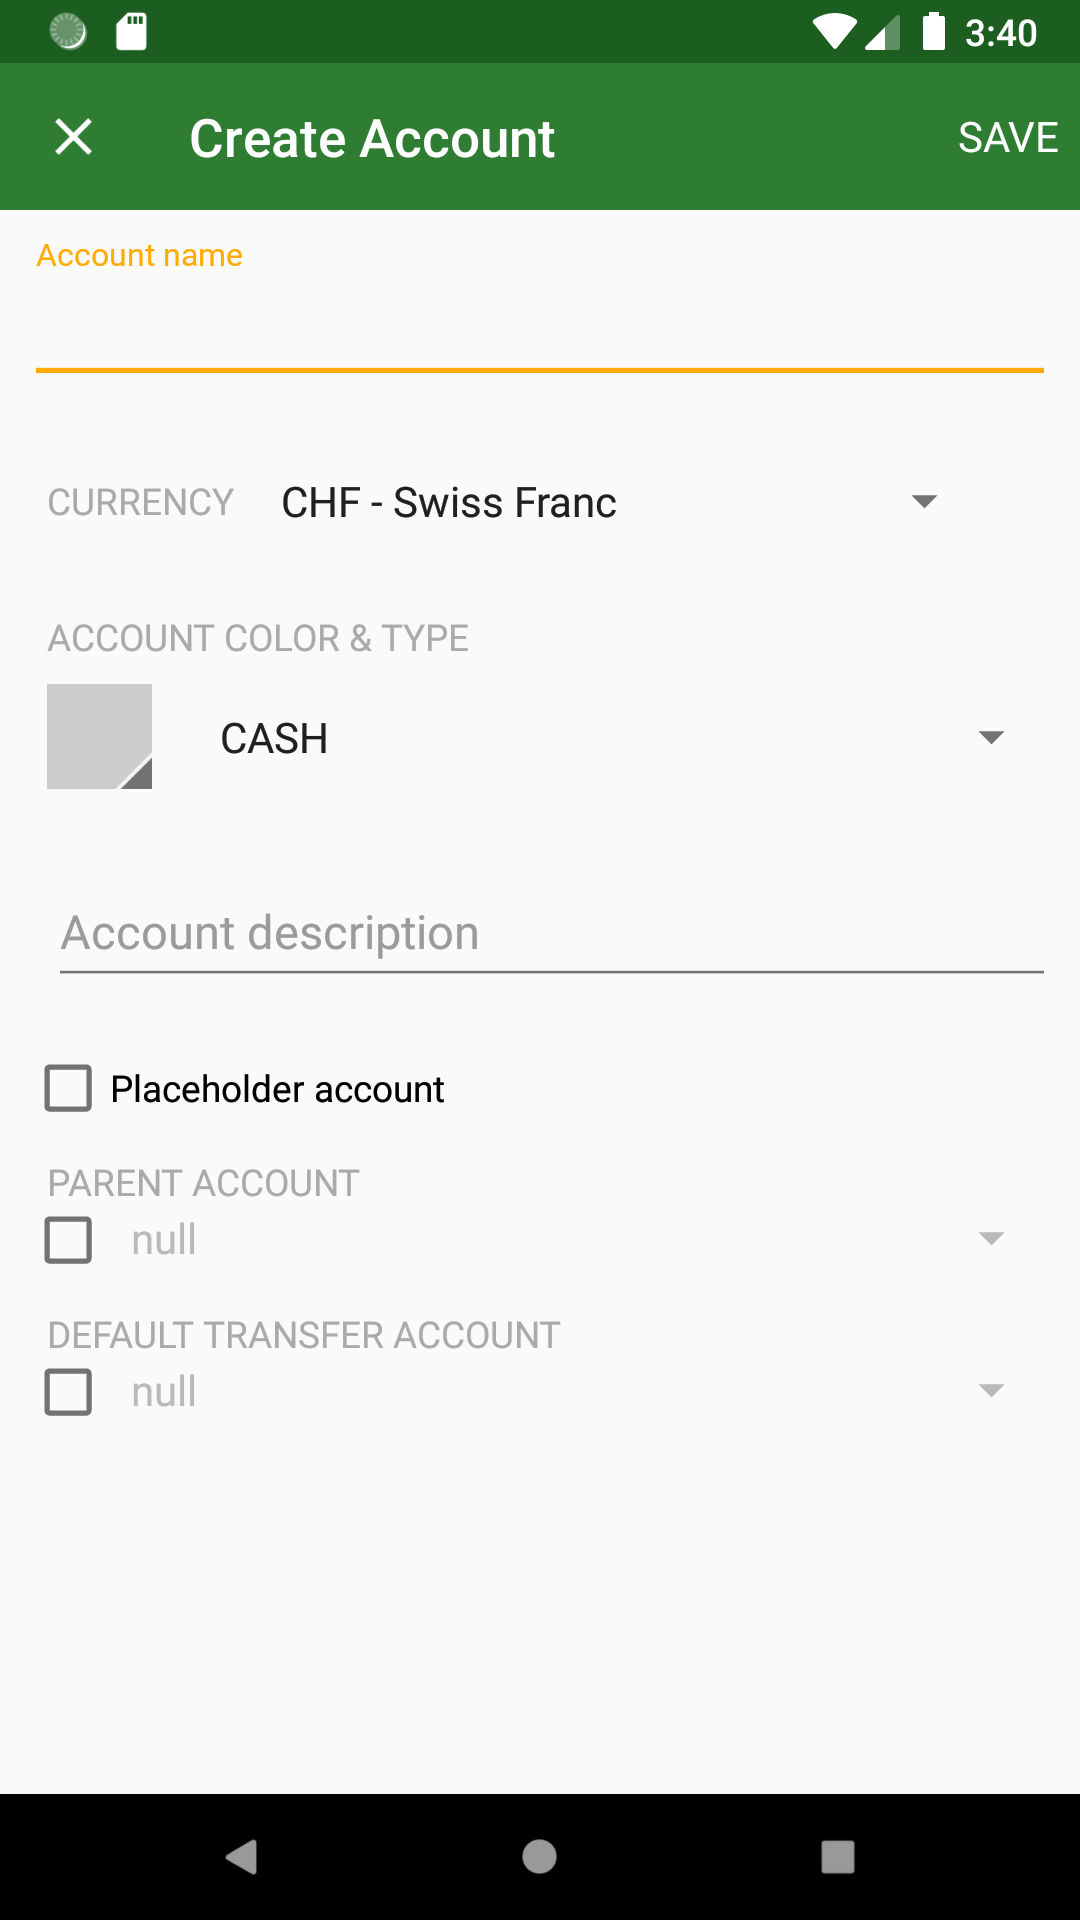 3:40
Create Account
SAVE
Account name
CURRENCY
CHF - Swiss Franc
ACCOUNT COLOR & TYPE
CASH
Account description
Placeholder account
PARENT ACCOUNT
null
DEFAULT TRANSFER ACCOUNT
null